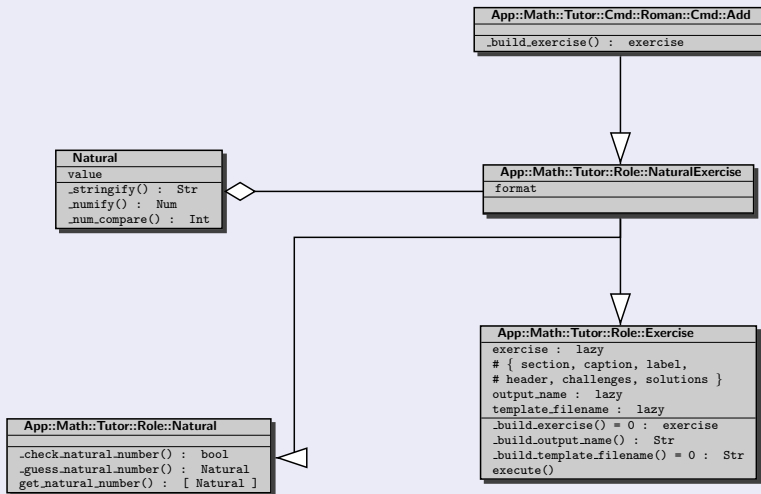 App::Math::Tutor::Cmd::Roman::Cmd::Add
_build_exercise() : exercise
Natural
value
_stringify() : Str
_numify() : Num
_num_compare() : Int
App::Math::Tutor::Role::NaturalExercise
format
App::Math::Tutor::Role::Exercise
exercise : lazy
# { section, caption, label,
# header, challenges, solutions }
output_name : lazy
template_filename : lazy
_build_exercise() = 0 : exercise
_build_output_name() : Str
_build_template_filename() = 0 : Str
execute()
App::Math::Tutor::Role::Natural
_check_natural_number() : bool
_guess_natural_number() : Natural
get_natural_number() : [ Natural ]